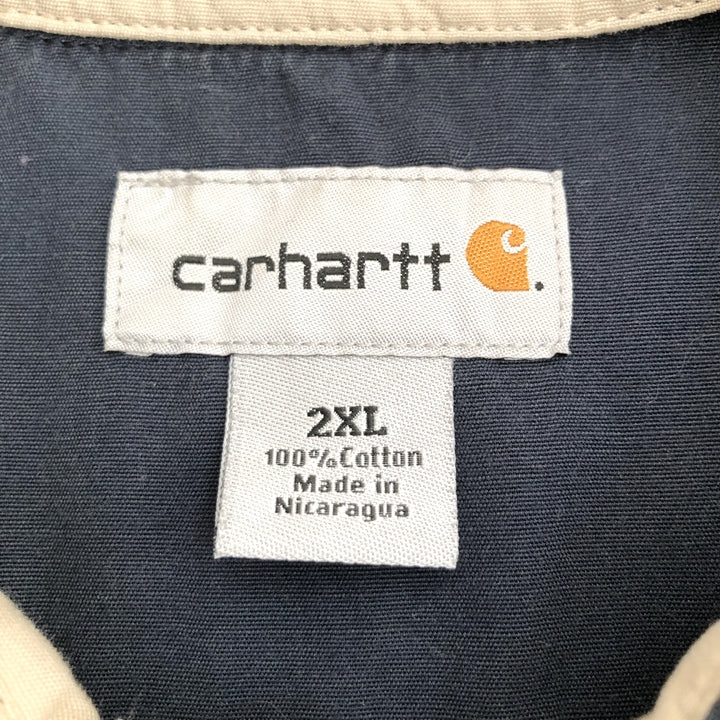 carhartt
2XL
100% Cotton
Made in
Nicaragua